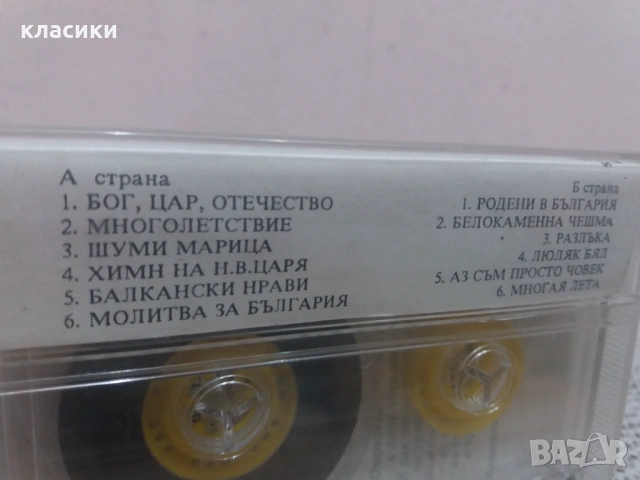 класики
А страна
1. БОГ, ЦАР, ОТЕЧЕСТВО
2. МНОГОЛЕТСТВИЕ
3. ШУМИ МАРИЦА
4. ХИМН НА Н.В.ЦАРЯ
5. БАЛКАНСКИ НРАВИ
6. МОЛИТВА ЗА БЪЛГАРИЯ
Б страна
1. РОДЕНИ В БЪЛГАРИЯ
2. БЕЛОКАМЕННА ЧЕШМА
3. РАЗЛЪКА
4. ЛЮЛЯК БЯЛ
5. АЗ СЪМ ПРОСТО ЧОВЕК
6. МНОГАЯ ЛЕТА
BAZAR